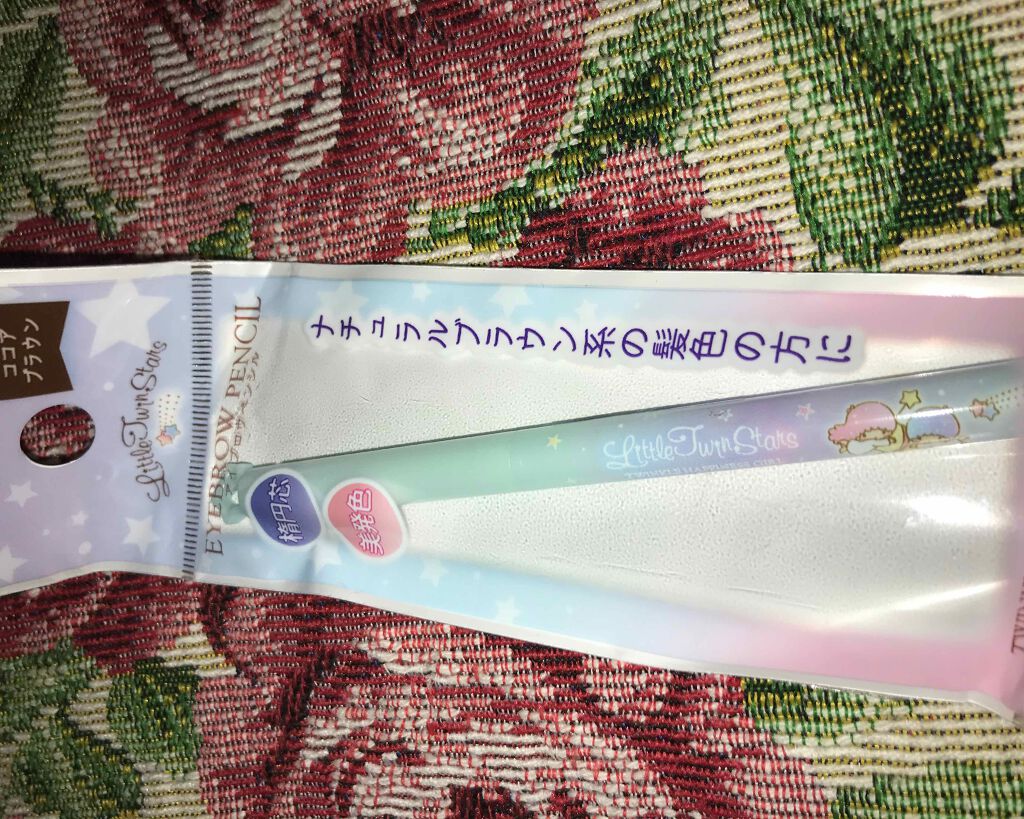 ココア
ブラウン
LittleTwinStars
EYEBROW PENCIL
アイブロウペンシル
ナチュラルブラウン系の髪色の方に
楕円芯
美発色
LittleTwinStars